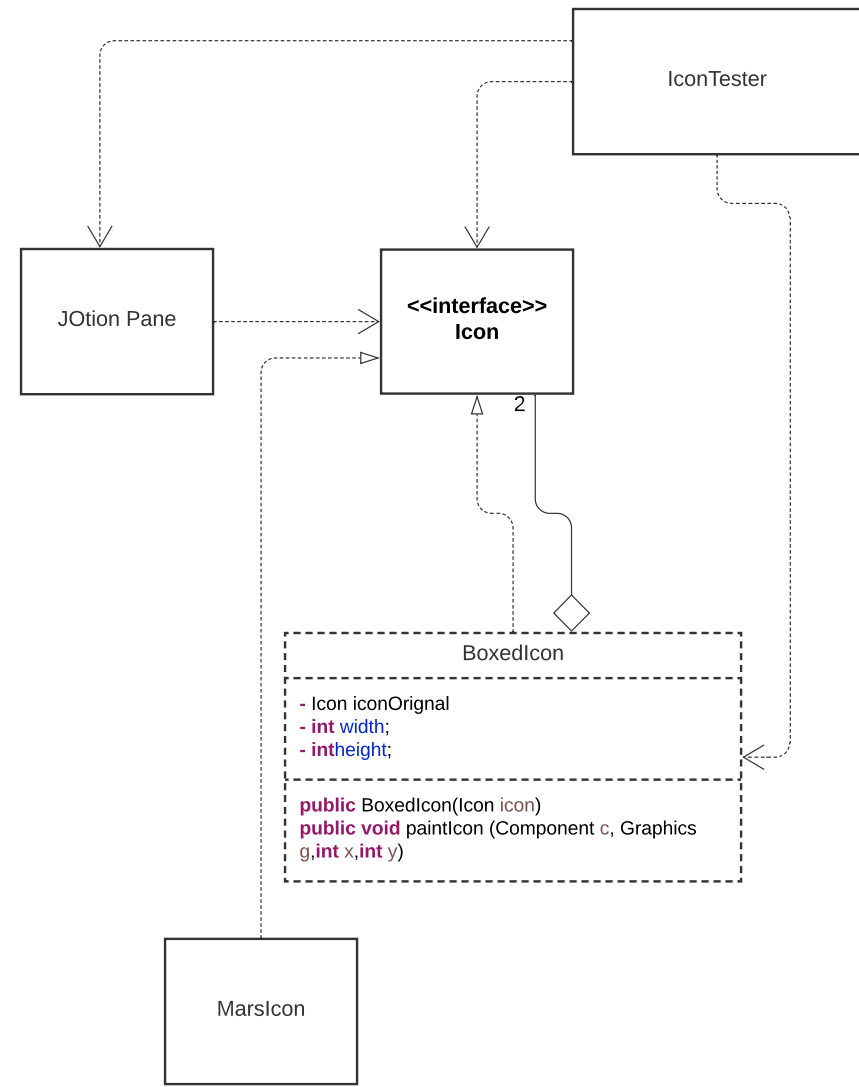 IconTester
JOtion Pane
<<interface>>
Icon
2
BoxedIcon
- Icon iconOrignal
- int width;
- intheight;
public BoxedIcon(Icon icon)
public void paintIcon (Component c, Graphics
g,int x,int y)
MarsIcon